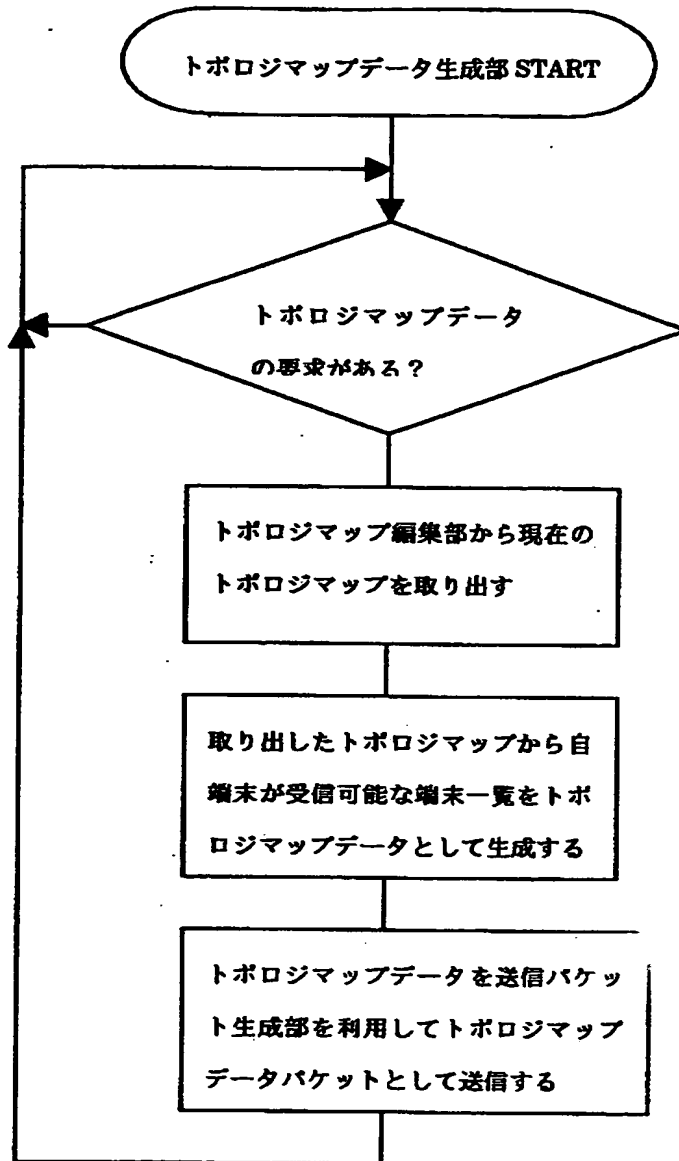 トポロジマップデータ生成部 START
トポロジマップデータ
の要求がある?
トポロジマップ編集部から現在の
トポロジマップを取り出す
取り出したトポロジマップから自
端末が受信可能な端末一覧をトポ
ロジマップデータとして生成する
トポロジマップデータを送信パケッ
ト生成部を利用してトポロジマップ
データパケットとして送信する